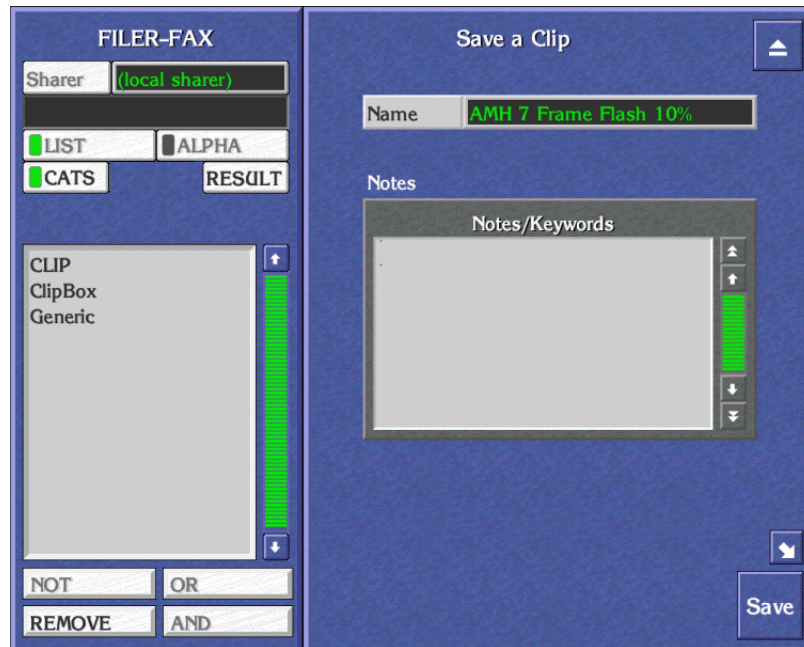 FILER-FAX
Sharer (local sharer)
LIST ALPHA
CATS RESULT
CLIP
ClipBox
Generic
NOT OR
REMOVE AND
Save a Clip
Name AMH 7 Frame Flash 10%
Notes
Notes/Keywords
Save